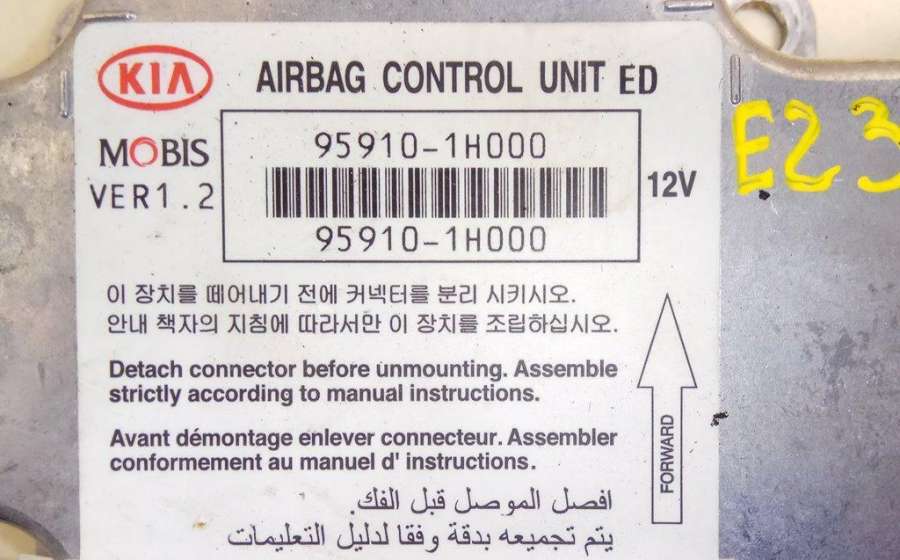 KIA
AIRBAG CONTROL UNIT ED
MOBIS
VER1.2
95910-1H000
95910-1H000
12V
E23
이 장치를 떼어내기 전에 커넥터를 분리 시키시오.
안내 책자의 지침에 따라서만 이 장치를 조립하십시오.
Detach connector before unmounting. Assemble
strictly according to manual instructions.
Avant démontage enlever connecteur. Assembler
conformement au manuel d' instructions.
افصل الموصل قبل الفك.
يتم تجميعه بدقة وفقا لدليل التعليمات
FORWARD